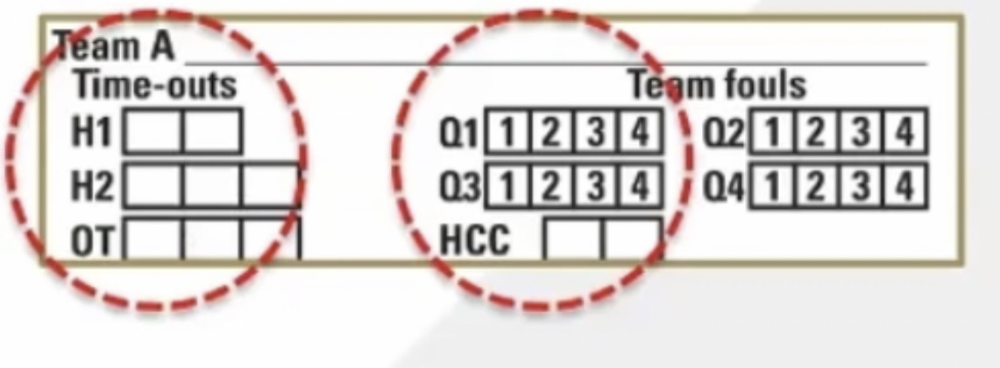 Team A
Time-outs Team fouls
H1 Q1 1 2 3 4 Q2 1 2 3 4
H2 Q3 1 2 3 4 Q4 1 2 3 4
OT HCC